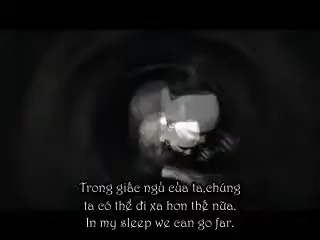 Trong giấc ngủ của ta,chúng
ta có thể đi xa hơn thế nữa.
In my sleep we can go far.